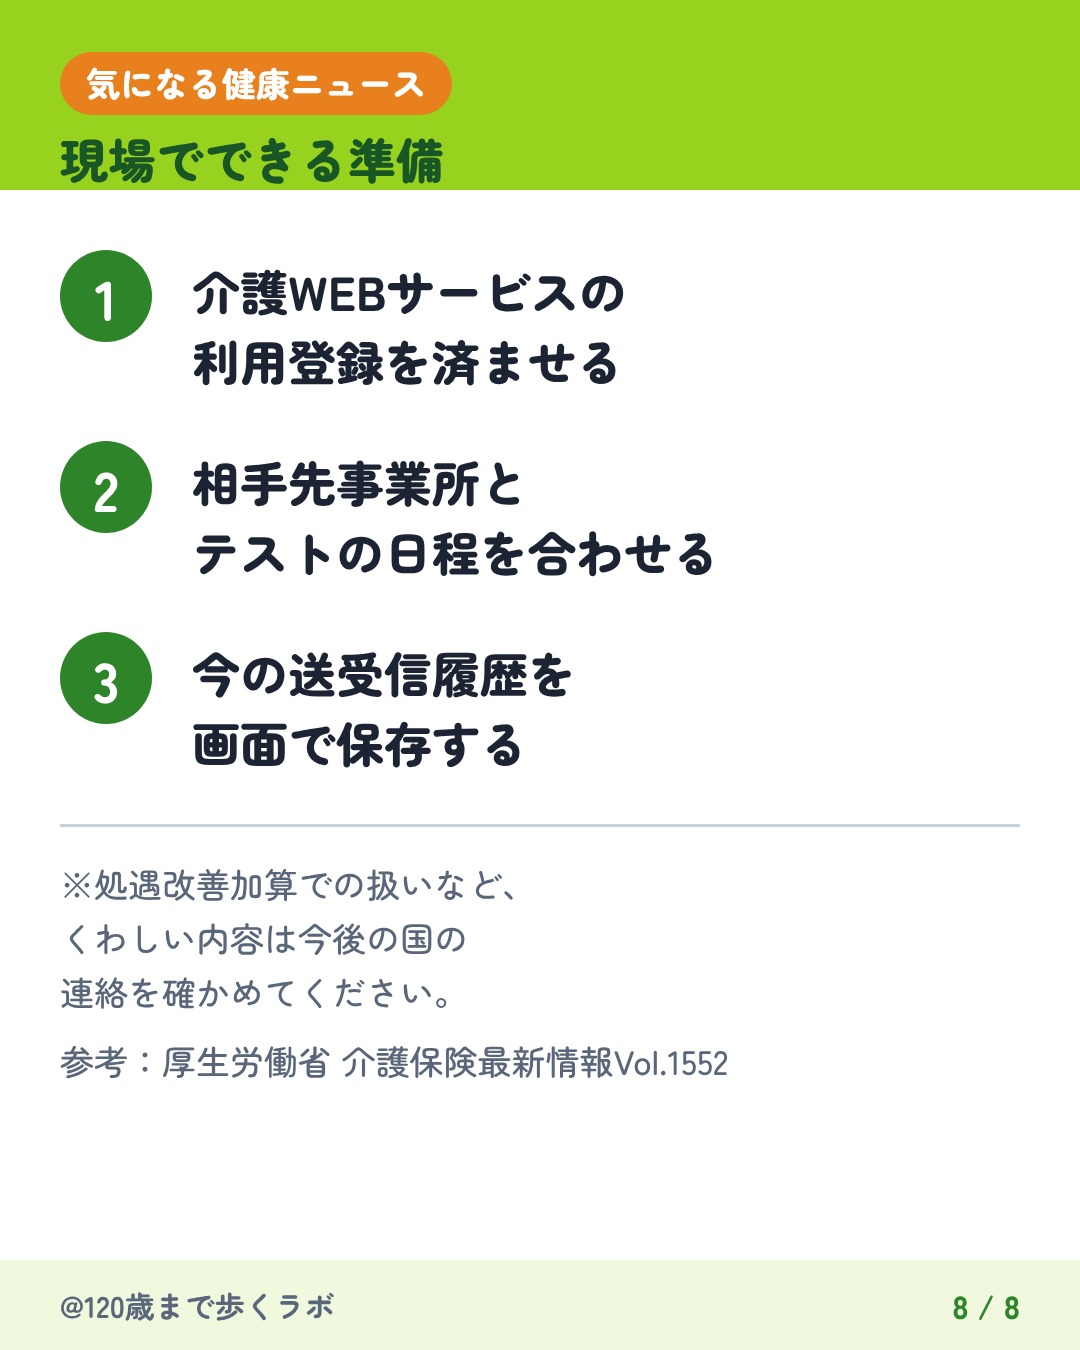 気になる健康ニュース
現場でできる準備
1
介護WEBサービスの
利用登録を済ませる
2
相手先事業所と
テストの日程を合わせる
3
今の送受信履歴を
画面で保存する
※処遇改善加算での扱いなど、
くわしい内容は今後の国の
連絡を確かめてください。
参考：厚生労働省 介護保険最新情報Vol.1552
@120歳まで歩くラボ
8 / 8